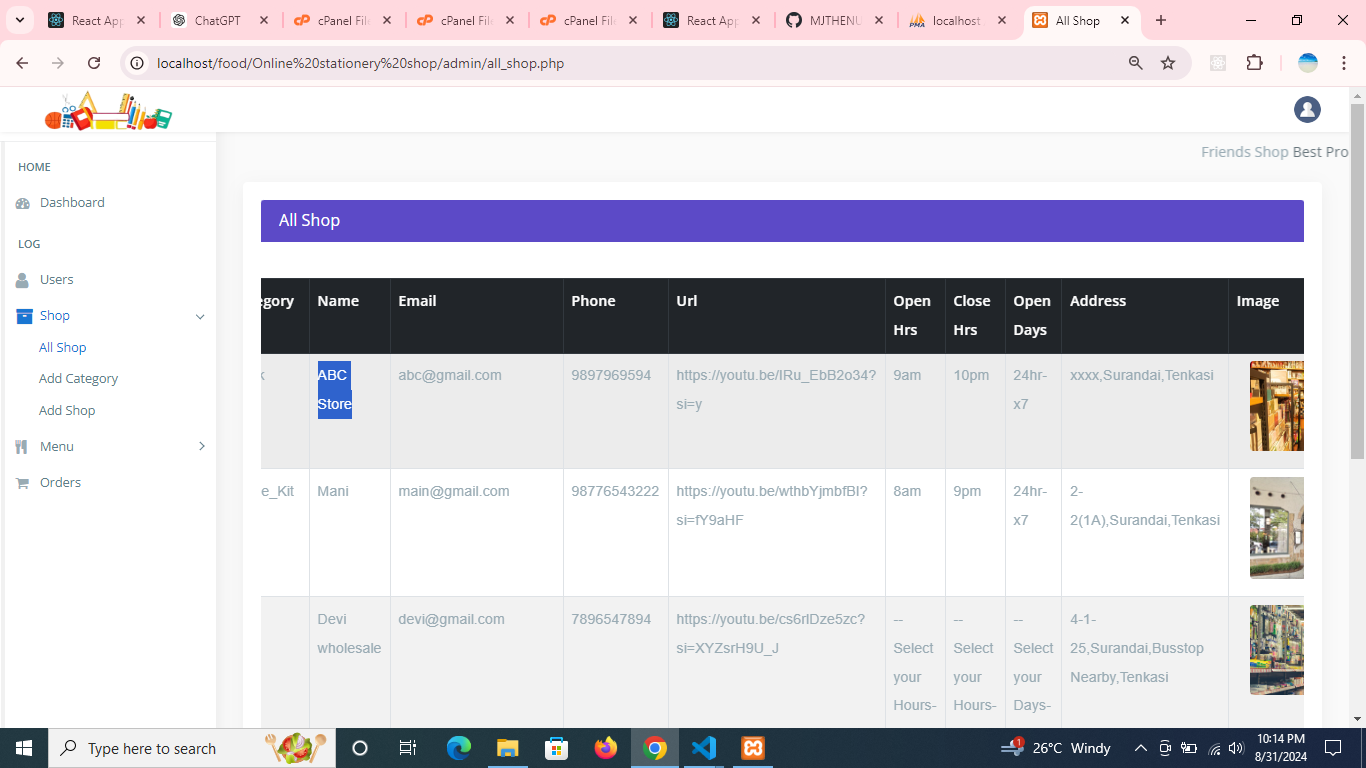 React App
ChatGPT
cPanel File
cPanel File
cPanel File
React App
MJTHENU
localhost
All Shop
localhost/food/Online%20stationery%20shop/admin/all_shop.php
Friends Shop Best Pro
HOME
Dashboard
LOG
Users
Shop
All Shop
Add Category
Add Shop
Menu
Orders
All Shop
egory Name Email Phone Url Open Hrs Close Hrs Open Days Address Image
k ABC Store abc@gmail.com 9897969594 https://youtu.be/IRu_EbB2o34?si=y 9am 10pm 24hr-x7 xxxx,Surandai,Tenkasi
e_Kit Mani main@gmail.com 98776543222 https://youtu.be/wthbYjmbfBI?si=fY9aHF 8am 9pm 24hr-x7 2-2(1A),Surandai,Tenkasi
Devi wholesale devi@gmail.com 7896547894 https://youtu.be/cs6rlDze5zc?si=XYZsrH9U_J --Select your Hours- --Select your Hours- --Select your Days- 4-1-25,Surandai,Busstop Nearby,Tenkasi
Type here to search
1
26°C Windy
10:14 PM
8/31/2024